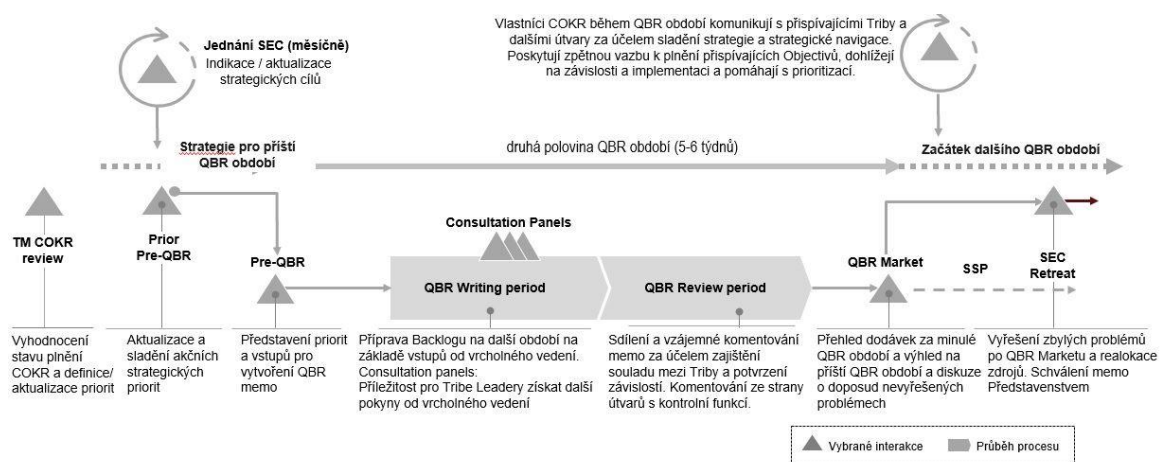 Jednání SEC (měsíčně)
Indikace / aktualizace
strategických cílů
Vlastníci COKR během QBR období komunikují s přispívajícími Triby a
dalšími útvary za účelem sladění strategie a strategické navigace.
Poskytují zpětnou vazbu k plnění přispívajících Objectivů, dohlížejí
na závislosti a implementaci a pomáhají s prioritizací.
Strategie pro příští
QBR období
druhá polovina QBR období (5-6 týdnů)
Začátek dalšího QBR období
TM COKR
review
Prior
Pre-QBR
Pre-QBR
Consultation Panels
QBR Writing period
QBR Review period
QBR Market
SSP
SEC
Retreat
Vyhodnocení
stavu plnění
COKR a definice/
aktualizace priorit
Aktualizace a
sladění akčních
strategických
priorit
Představení priorit
a vstupů pro
vytvoření QBR
memo
Příprava Backlogu na další období na
základě vstupů od vrcholného vedení.
Consultation panels:
Příležitost pro Tribe Leadery získat další
pokyny od vrcholného vedení
Sdílení a vzájemné komentování
memo za účelem zajištění
souladu mezi Triby a potvrzení
závislostí. Komentování ze strany
útvarů s kontrolní funkcí.
Přehled dodávek za minulé
QBR období a výhled na
příští QBR období a diskuze
o doposud nevyřešených
problémech
Vyřešení zbylých problémů
po QBR Marketu a realokace
zdrojů. Schválení memo
Představenstvem
Vybrané interakce
Průběh procesu